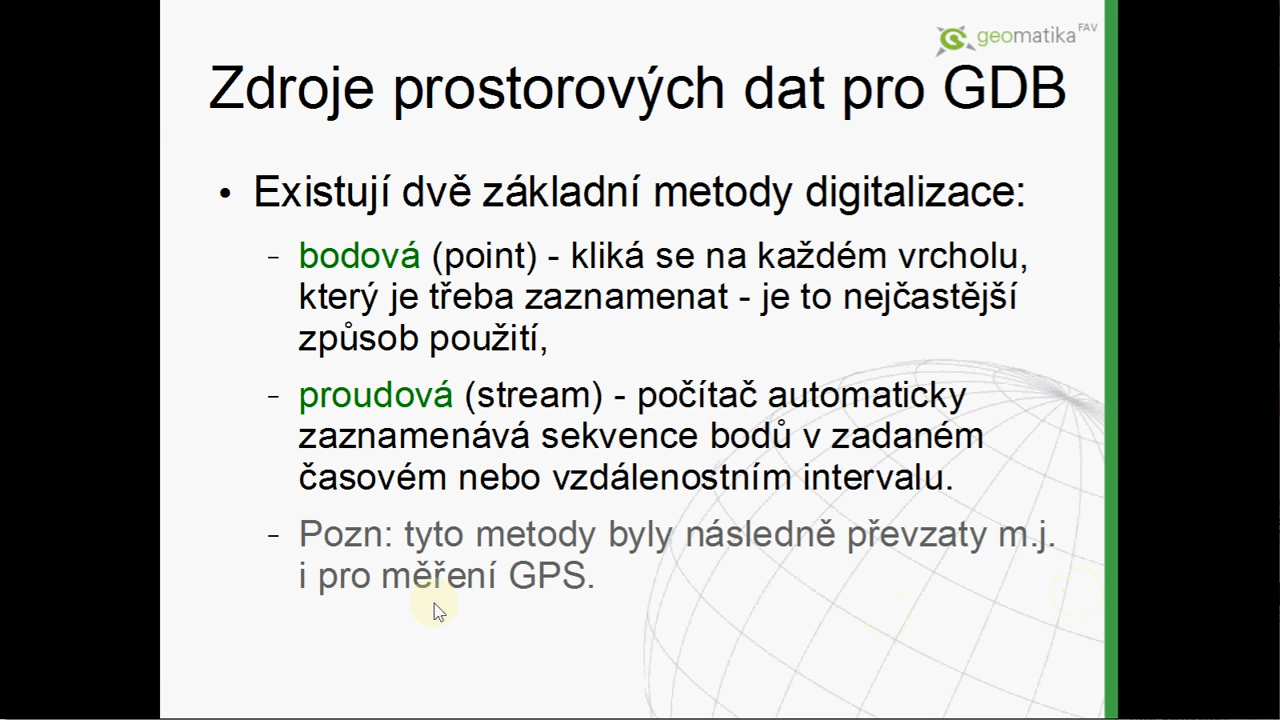 geomatika FAV
Zdroje prostorových dat pro GDB
• Existují dvě základní metody digitalizace:
– bodová (point) - kliká se na každém vrcholu,
který je třeba zaznamenat - je to nejčastější
způsob použití,
– proudová (stream) - počítač automaticky
zaznamenává sekvence bodů v zadaném
časovém nebo vzdálenostním intervalu.
– Pozn: tyto metody byly následně převzaty m.j.
i pro měření GPS.